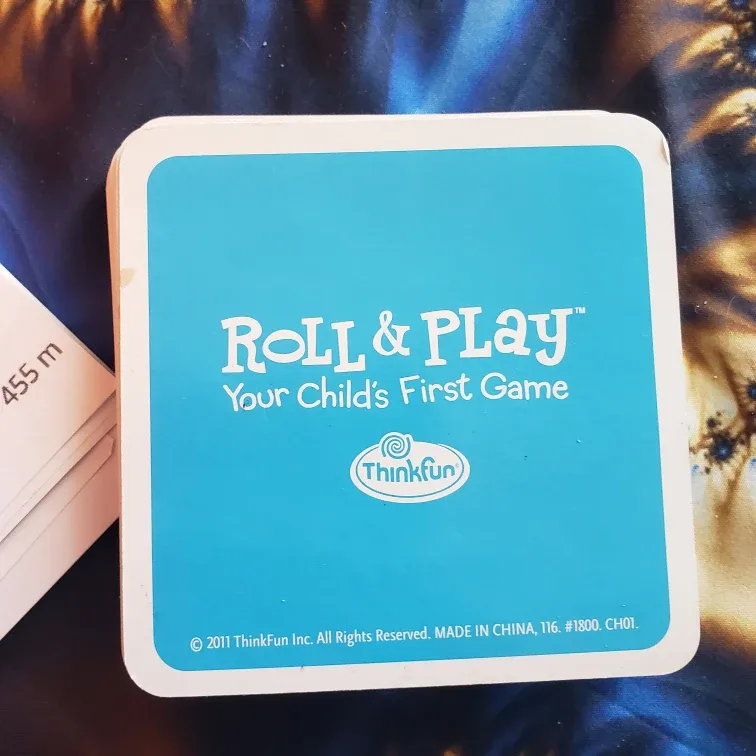 455 m
ROLL & PLAY™
Your Child's First Game
ThinkFun®
© 2011 ThinkFun Inc. All Rights Reserved. MADE IN CHINA, 116. #1800. CH01.